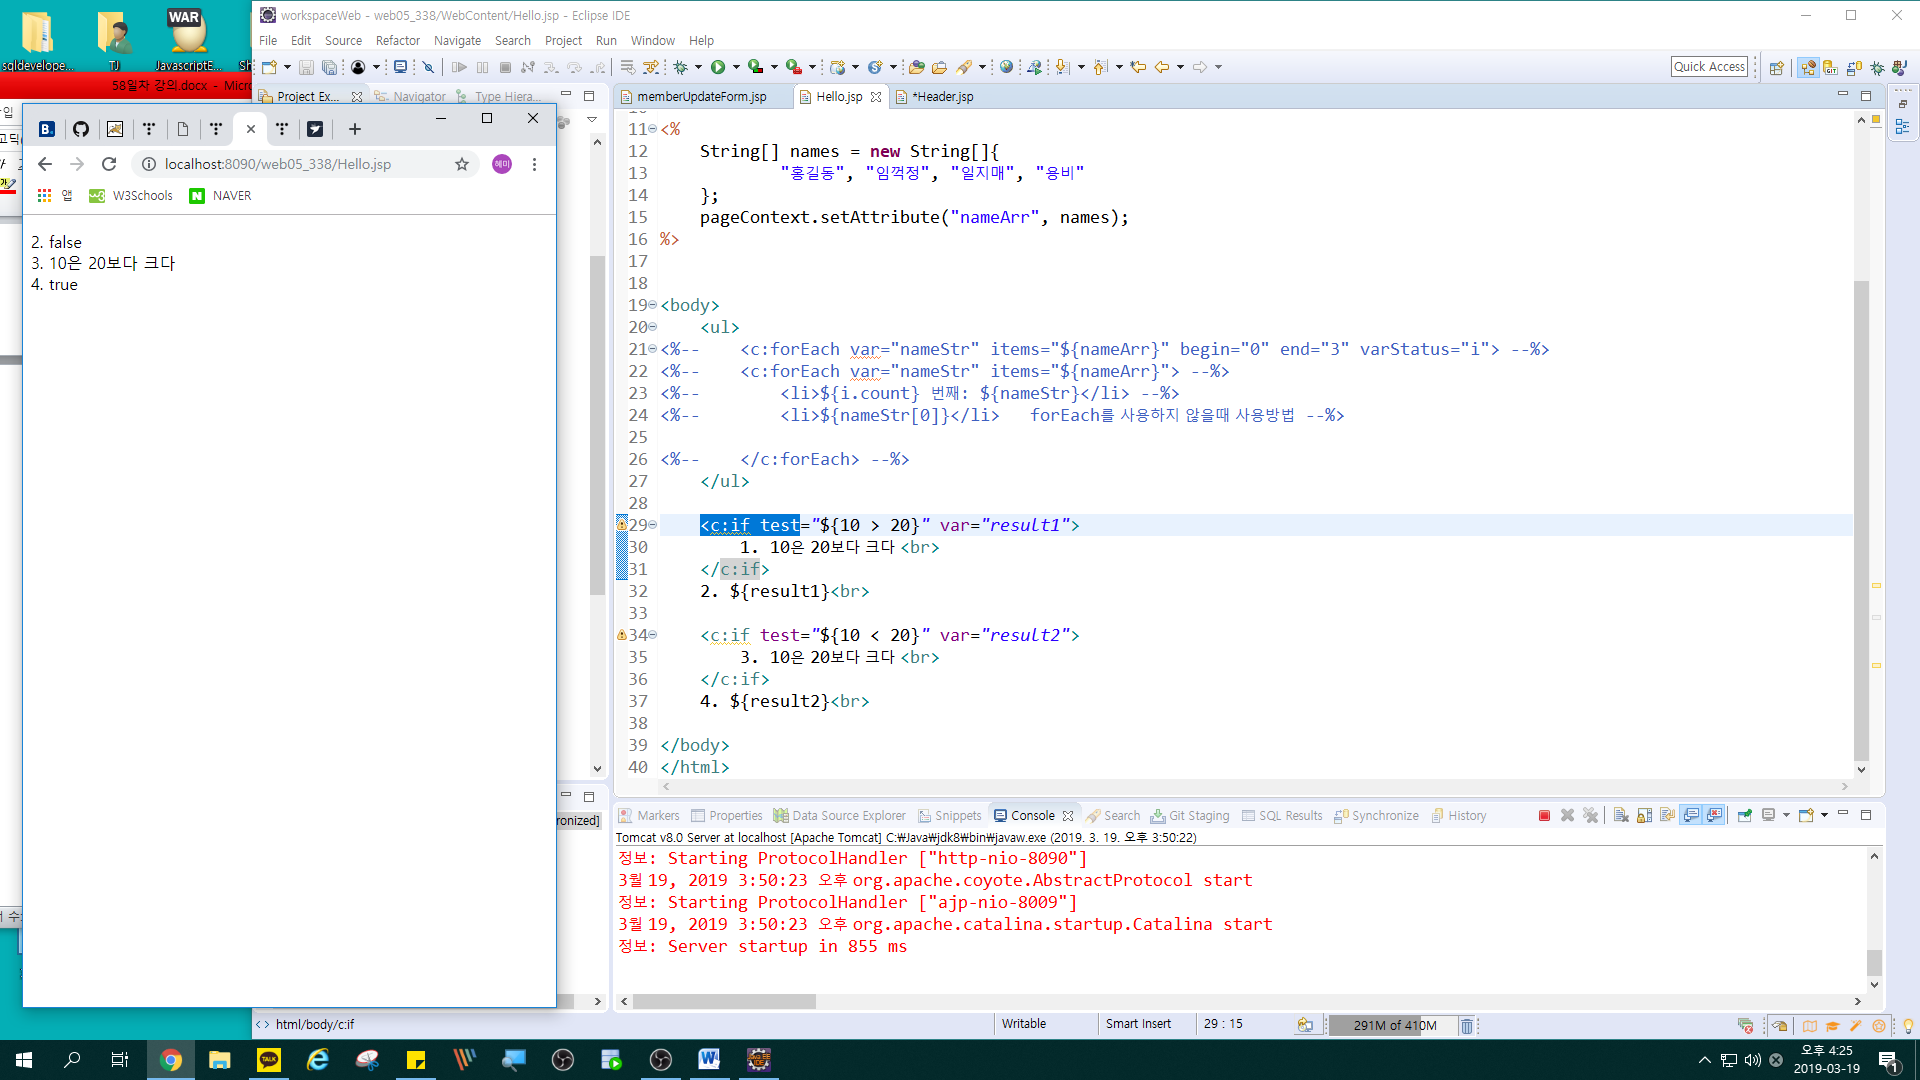 workspaceWeb - web05_338/WebContent/Hello.jsp - Eclipse IDE
File Edit Source Refactor Navigate Search Project Run Window Help
Quick Access
sqldevelope...
TJ
WAR
JavascriptE...
58일차 강의.docx - Micro
Project Ex...
Navigator
Type Hiera...
memberUpdateForm.jsp
Hello.jsp
*Header.jsp
localhost:8090/web05_338/Hello.jsp
혜미
앱
W3Schools
NAVER
2. false
3. 10은 20보다 크다
4. true
11 <%
12 String[] names = new String[]{
13 "홍길동", "임꺽정", "일지매", "용비"
14 };
15 pageContext.setAttribute("nameArr", names);
16 %>
17
18
19 <body>
20 <ul>
21 <%-- <c:forEach var="nameStr" items="${nameArr}" begin="0" end="3" varStatus="i"> --%>
22 <%-- <c:forEach var="nameStr" items="${nameArr}"> --%>
23 <%-- <li>${i.count} 번째: ${nameStr}</li> --%>
24 <%-- <li>${nameStr[0]}</li> forEach를 사용하지 않을때 사용방법 --%>
25
26 <%-- </c:forEach> --%>
27 </ul>
28
29 <c:if test="${10 > 20}" var="result1">
30 1. 10은 20보다 크다 <br>
31 </c:if>
32 2. ${result1}<br>
33
34 <c:if test="${10 < 20}" var="result2">
35 3. 10은 20보다 크다 <br>
36 </c:if>
37 4. ${result2}<br>
38
39 </body>
40 </html>
ronized]
Markers Properties Data Source Explorer Snippets Console Search Git Staging SQL Results Synchronize History
Tomcat v8.0 Server at localhost [Apache Tomcat] C:₩Java₩jdk8₩bin₩javaw.exe (2019. 3. 19. 오후 3:50:22)
정보: Starting ProtocolHandler ["http-nio-8090"]
3월 19, 2019 3:50:23 오후 org.apache.coyote.AbstractProtocol start
정보: Starting ProtocolHandler ["ajp-nio-8009"]
3월 19, 2019 3:50:23 오후 org.apache.catalina.startup.Catalina start
정보: Server startup in 855 ms
html/body/c:if
Writable
Smart Insert
29 : 15
291M of 410M
TALK
오후 4:25
2019-03-19
1